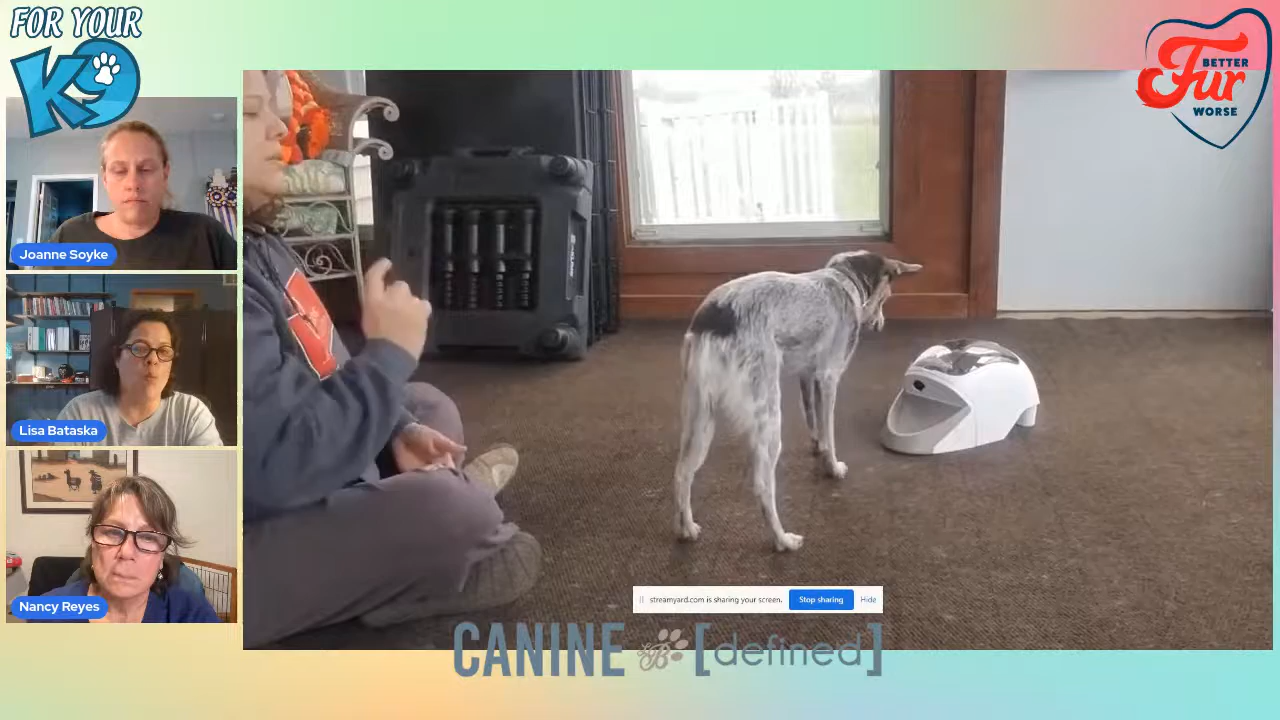 FOR YOUR
K9
BETTER
Fur
WORSE
Joanne Soyke
Lisa Bataska
Nancy Reyes
streamyard.com is sharing your screen.
Stop sharing
Hide
CANINE B [defined]